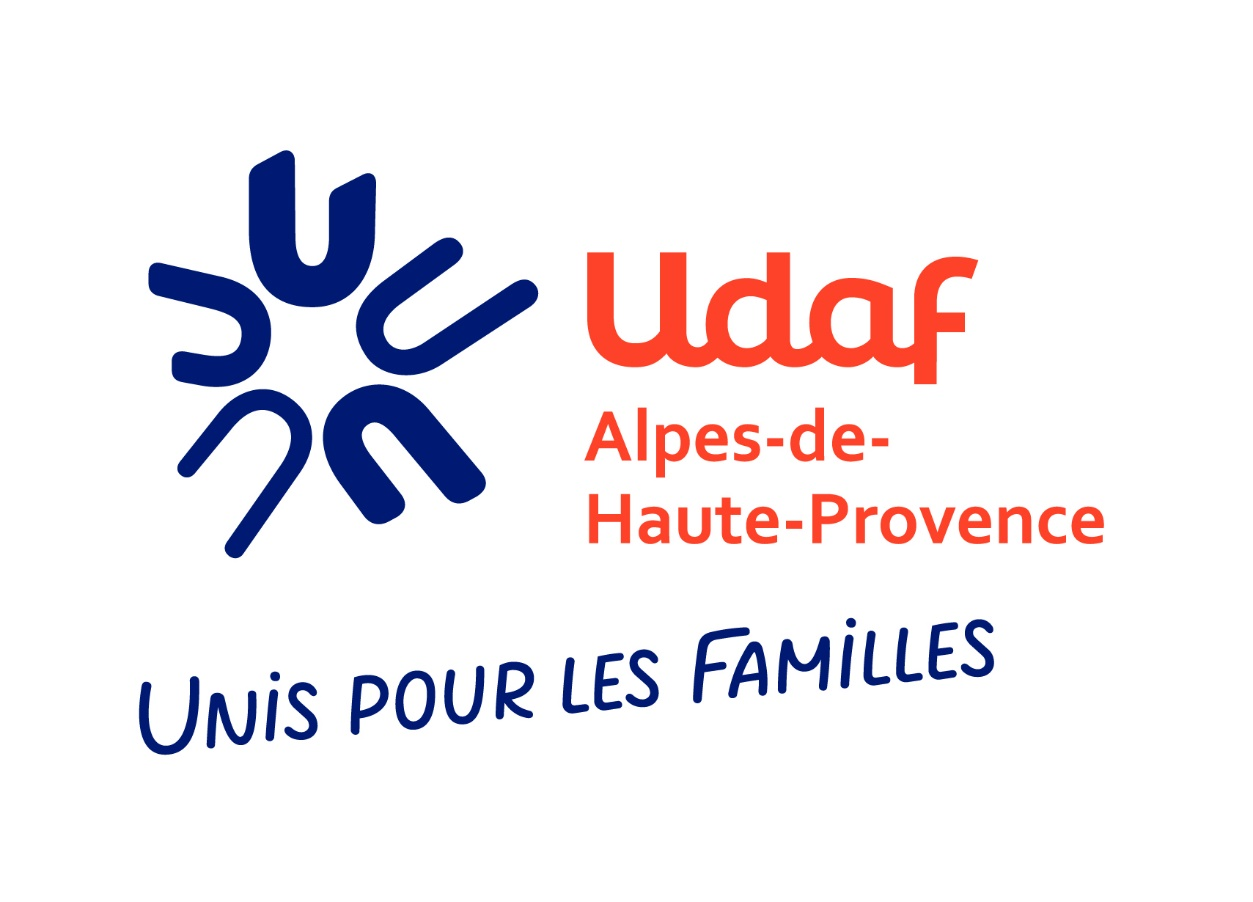 Udaf
Alpes-de-
Haute-Provence
Unis pour les Familles